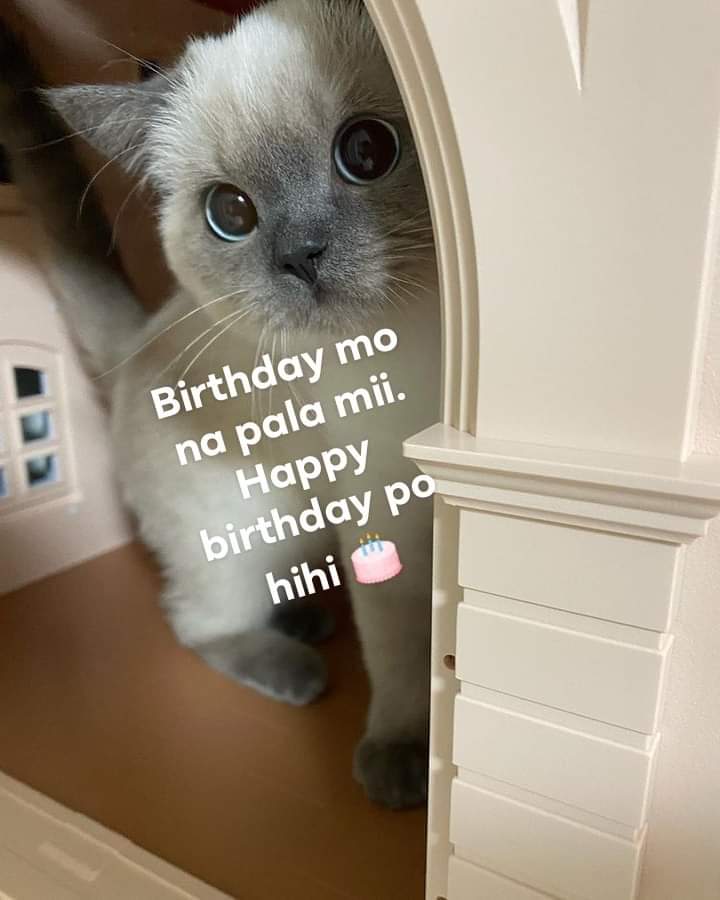 Birthday mo
na pala mii.
Happy
birthday po
hihi 🎂